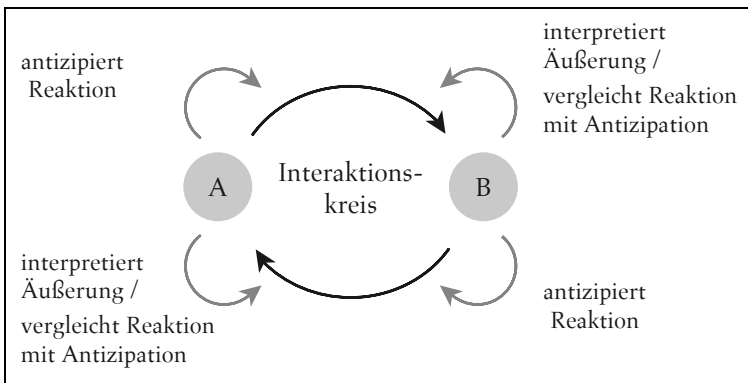 antizipiert
Reaktion
interpretiert
Äußerung /
vergleicht Reaktion
mit Antizipation
A
Interaktions-
kreis
B
interpretiert
Äußerung /
vergleicht Reaktion
mit Antizipation
antizipiert
Reaktion